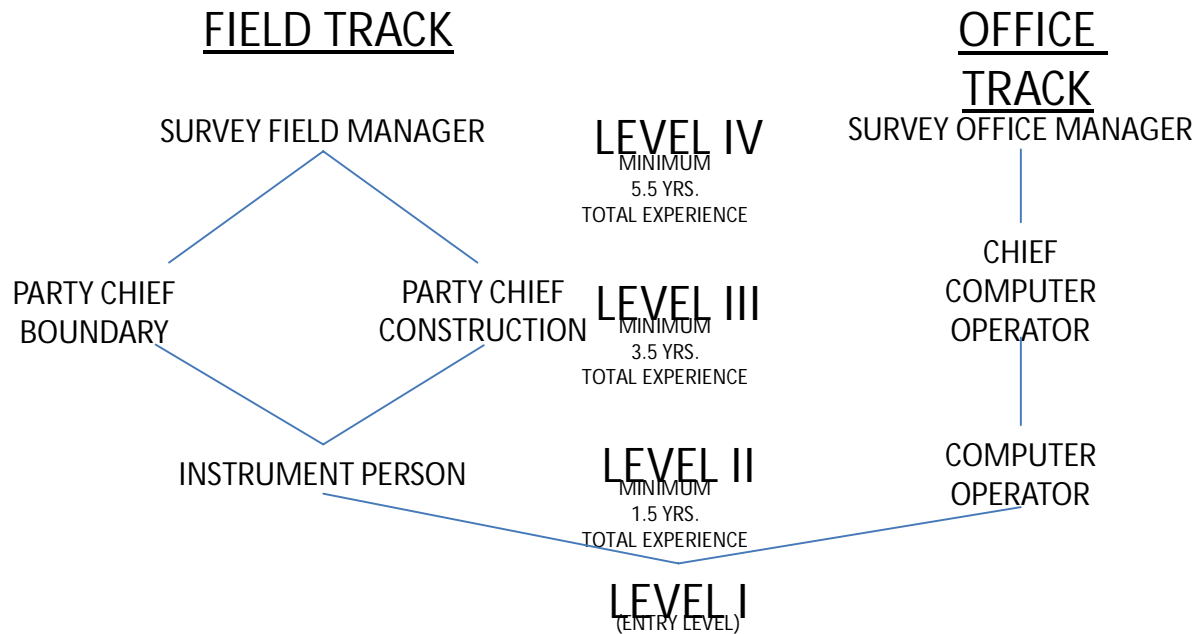 FIELD TRACK
OFFICE
TRACK
SURVEY FIELD MANAGER
LEVEL IV
MINIMUM
5.5 YRS.
TOTAL EXPERIENCE
SURVEY OFFICE MANAGER
PARTY CHIEF
BOUNDARY
PARTY CHIEF
CONSTRUCTION
LEVEL III
MINIMUM
3.5 YRS.
TOTAL EXPERIENCE
CHIEF
COMPUTER
OPERATOR
INSTRUMENT PERSON
LEVEL II
MINIMUM
1.5 YRS.
TOTAL EXPERIENCE
COMPUTER
OPERATOR
LEVEL I
(ENTRY LEVEL)